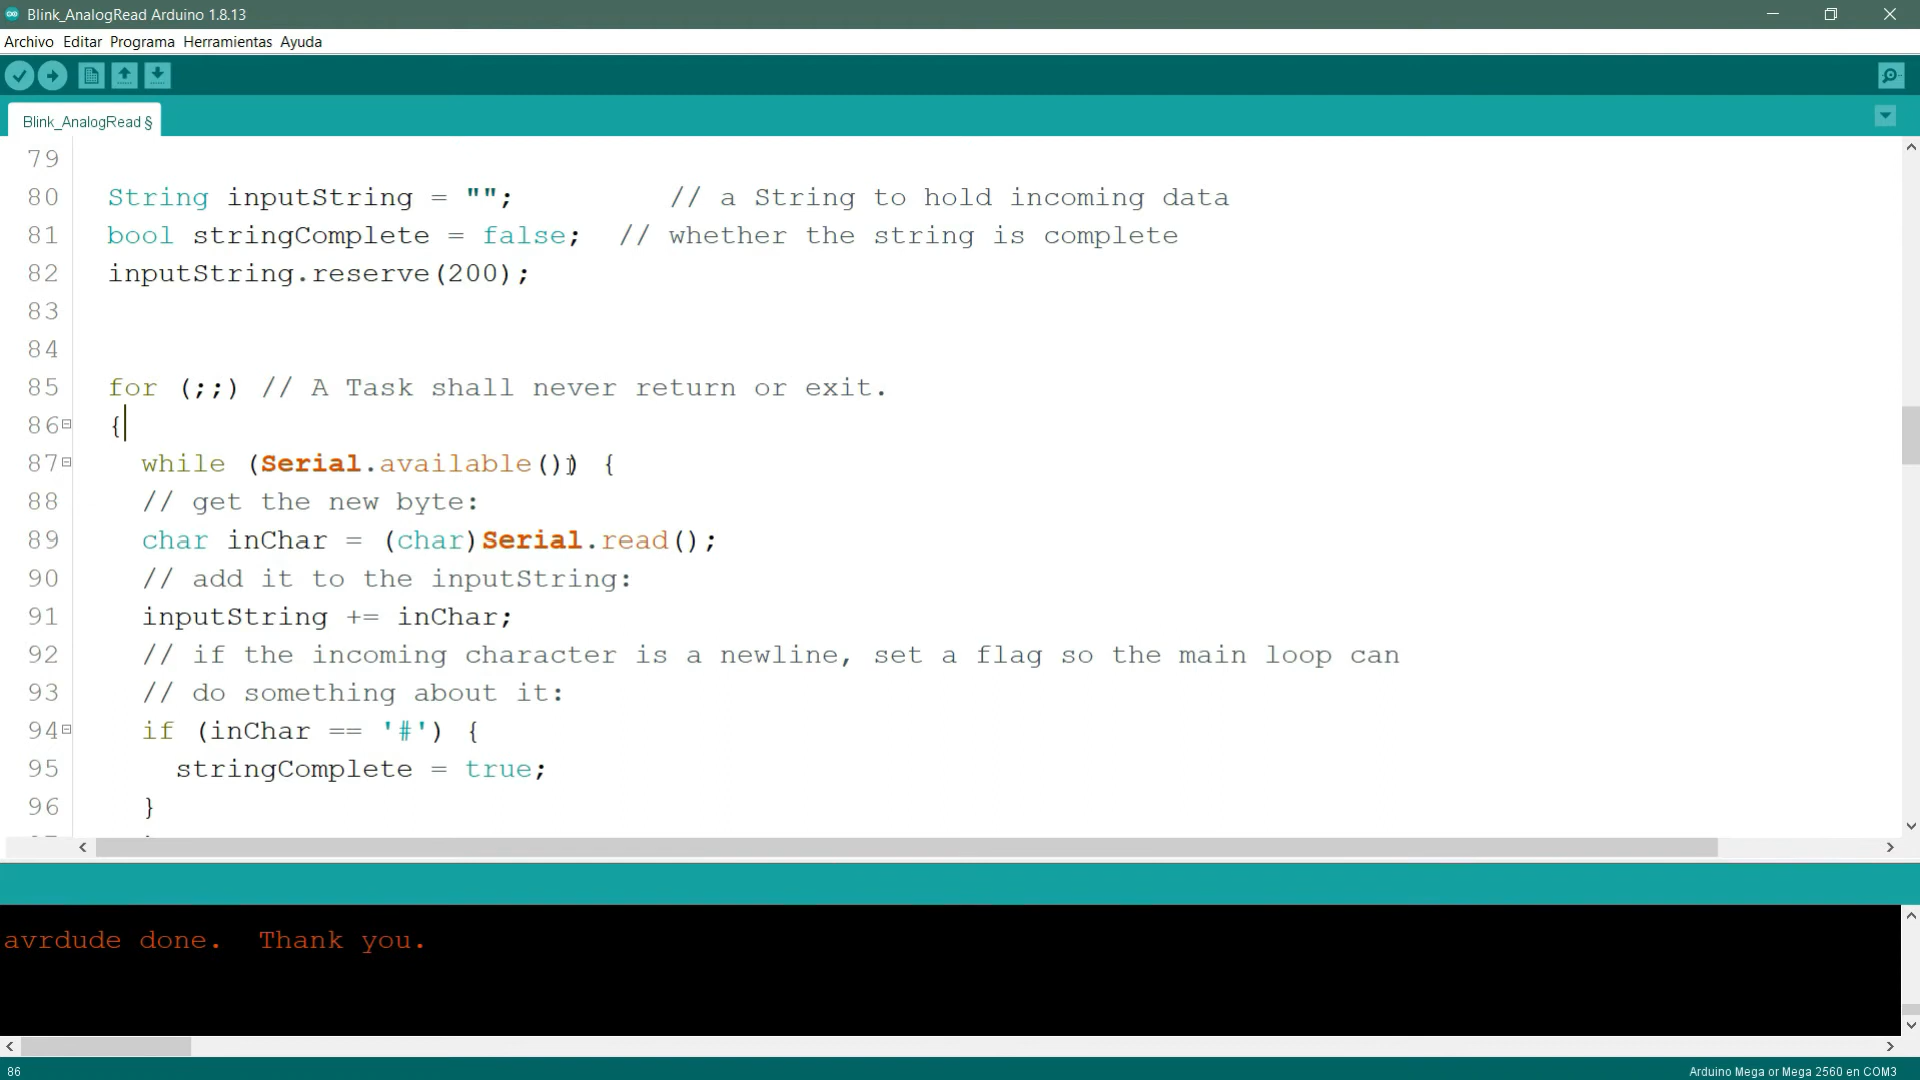 Blink_AnalogRead Arduino 1.8.13
Archivo Editar Programa Herramientas Ayuda
Blink_AnalogRead §
79
80 String inputString = "";         // a String to hold incoming data
81 bool stringComplete = false;  // whether the string is complete
82 inputString.reserve(200);
83
84
85 for (;;) // A Task shall never return or exit.
86 {
87   while (Serial.available()) {
88   // get the new byte:
89   char inChar = (char)Serial.read();
90   // add it to the inputString:
91   inputString += inChar;
92   // if the incoming character is a newline, set a flag so the main loop can
93   // do something about it:
94   if (inChar == '#') {
95     stringComplete = true;
96   }
avrdude done.  Thank you.
86
Arduino Mega or Mega 2560 en COM3